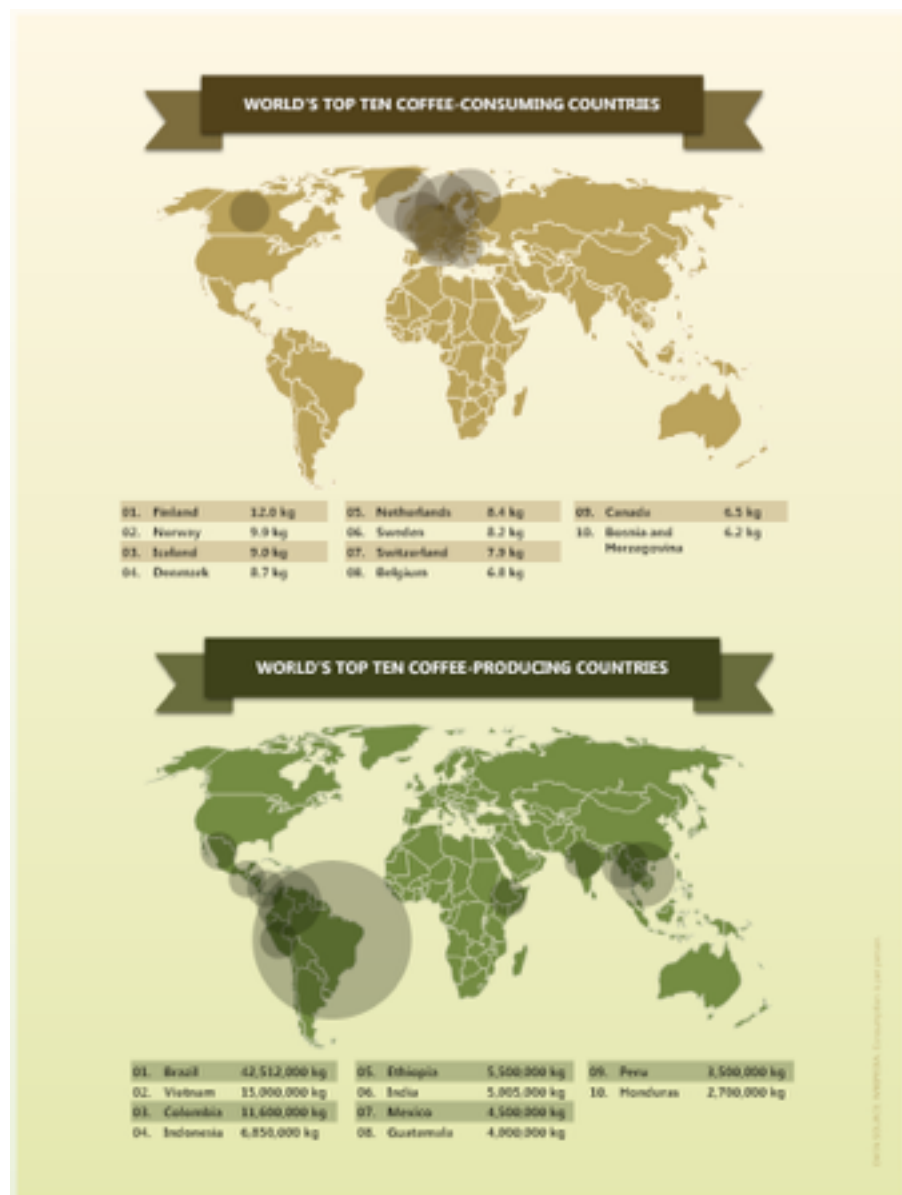 WORLD'S TOP TEN COFFEE-CONSUMING COUNTRIES
01. Finland 12.0 kg
02. Norway 9.9 kg
03. Iceland 9.0 kg
04. Denmark 8.7 kg
05. Netherlands 8.4 kg
06. Sweden 8.2 kg
07. Switzerland 7.9 kg
08. Belgium 6.8 kg
09. Canada 6.5 kg
10. Bosnia and
Herzegovina 6.2 kg
WORLD'S TOP TEN COFFEE-PRODUCING COUNTRIES
01. Brazil 42,512,000 kg
02. Vietnam 15,000,000 kg
03. Colombia 11,600,000 kg
04. Indonesia 6,850,000 kg
05. Ethiopia 5,500,000 kg
06. India 5,005,000 kg
07. Mexico 4,500,000 kg
08. Guatemala 4,000,000 kg
09. Peru 3,500,000 kg
10. Honduras 2,700,000 kg